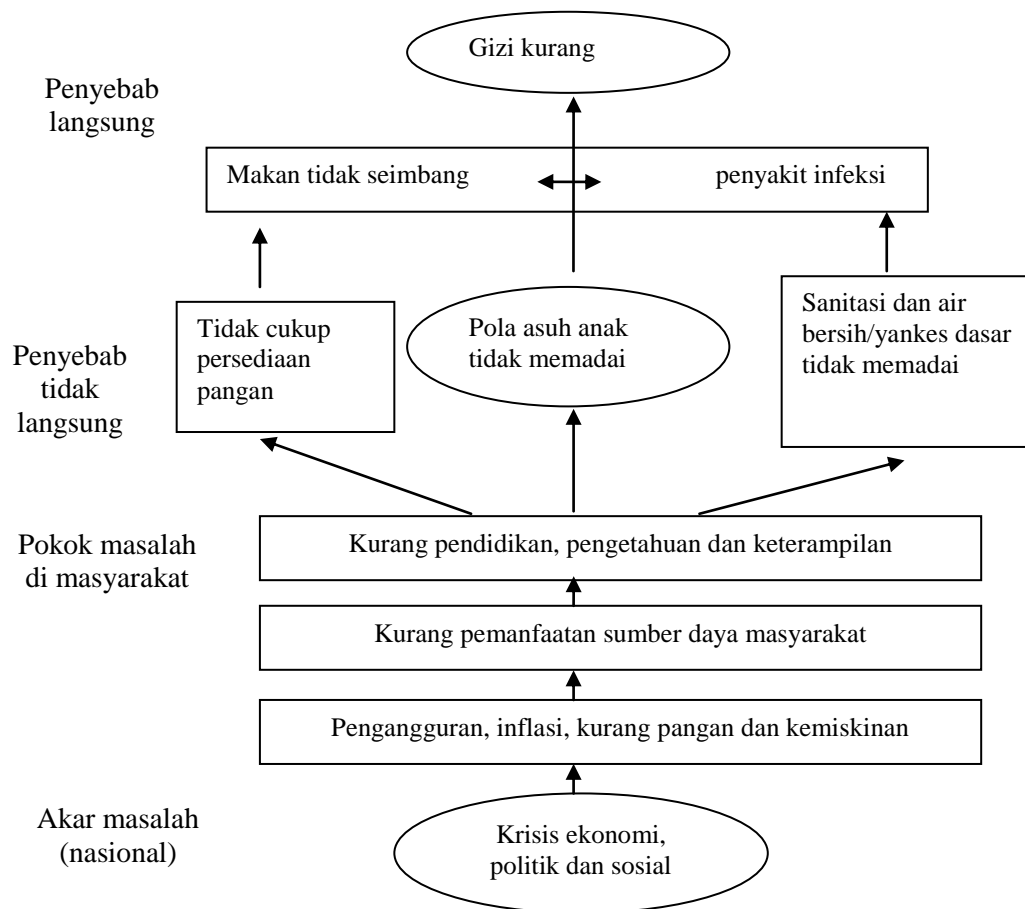 Gizi kurang
Penyebab
langsung
Makan tidak seimbang
penyakit infeksi
Penyebab
tidak
langsung
Tidak cukup
persediaan
pangan
Pola asuh anak
tidak memadai
Sanitasi dan air
bersih/yankes dasar
tidak memadai
Pokok masalah
di masyarakat
Kurang pendidikan, pengetahuan dan keterampilan
Kurang pemanfaatan sumber daya masyarakat
Pengangguran, inflasi, kurang pangan dan kemiskinan
Akar masalah
(nasional)
Krisis ekonomi,
politik dan sosial